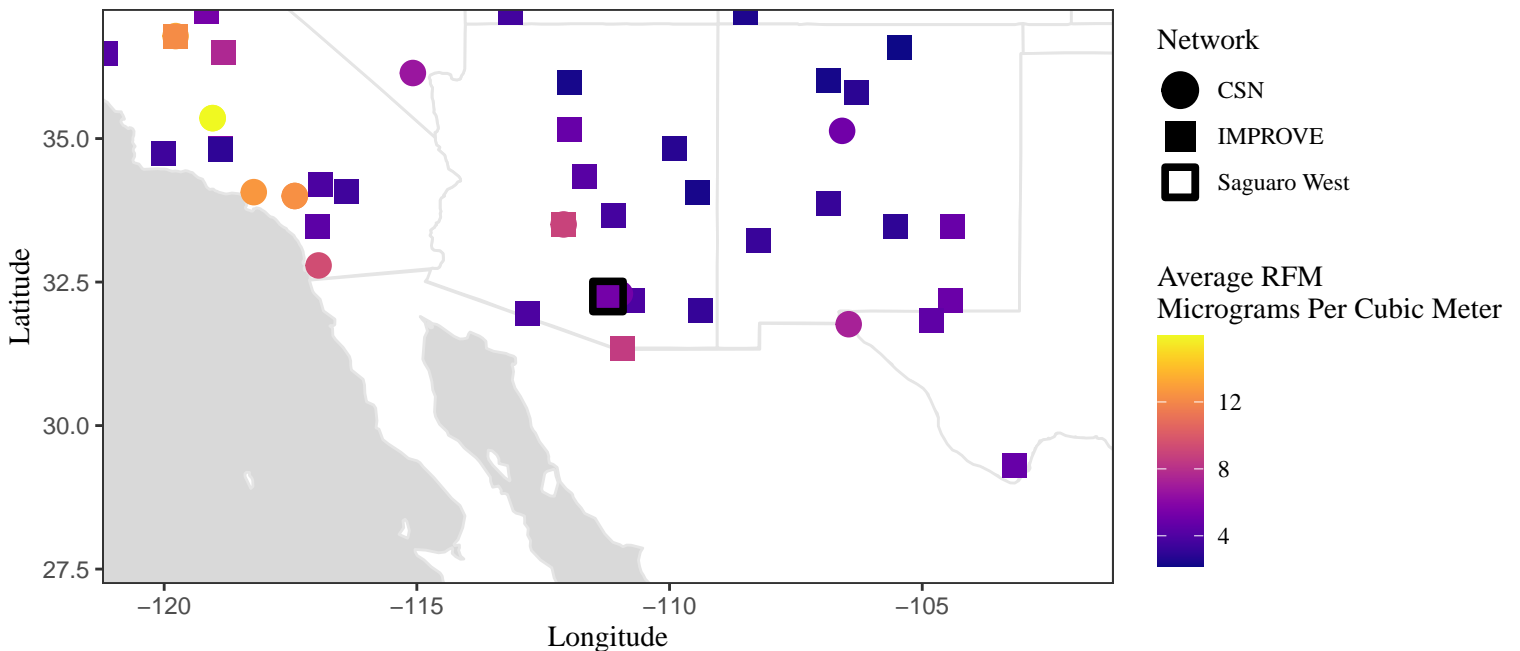 35.0
32.5
30.0
27.5
−120
−115
−110
−105
Longitude
Latitude
Network
CSN
IMPROVE
Saguaro West
Average RFM
Micrograms Per Cubic Meter
12
8
4